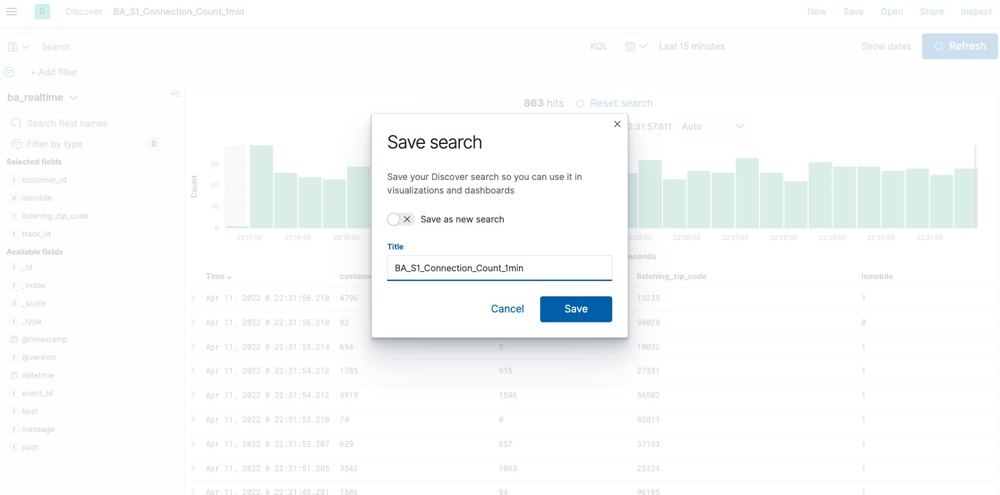 D Discover / BA_S1_Connection_Count_1min New Save Open Share Inspect
Search KQL Last 15 minutes Show dates Refresh
+ Add filter
ba_realtime
Search field names
Filter by type 0
Selected fields
t customer_id
# ismobile
t listening_zip_code
t track_id
Available fields
t _id
t _index
# _score
t _type
@timestamp
t @version
datetime
t event_id
t host
t message
t path
863 hits Reset search
2:31:57.811 Auto
Count
30
20
10
0
22:17:00 22:18:00 22:19:00 :25:00 22:26:00 22:27:00 22:28:00 22:29:00 22:30:00 22:31:00
econds
Save search
Save your Discover search so you can use it in
visualizations and dashboards
Save as new search
Title
BA_S1_Connection_Count_1min
Cancel Save
Time custome listening_zip_code ismobile
Apr 11, 2022 @ 22:31:56.218 4796 13235 1
Apr 11, 2022 @ 22:31:56.218 92 98029 0
Apr 11, 2022 @ 22:31:55.214 694 5 10032 1
Apr 11, 2022 @ 22:31:54.212 1785 915 27331 1
Apr 11, 2022 @ 22:31:54.212 4919 1546 56502 1
Apr 11, 2022 @ 22:31:53.210 74 0 83813 1
Apr 11, 2022 @ 22:31:52.207 629 857 37153 1
Apr 11, 2022 @ 22:31:51.205 3542 1063 25324 1
Apr 11, 2022 @ 22:31:48.201 1586 84 96105 1